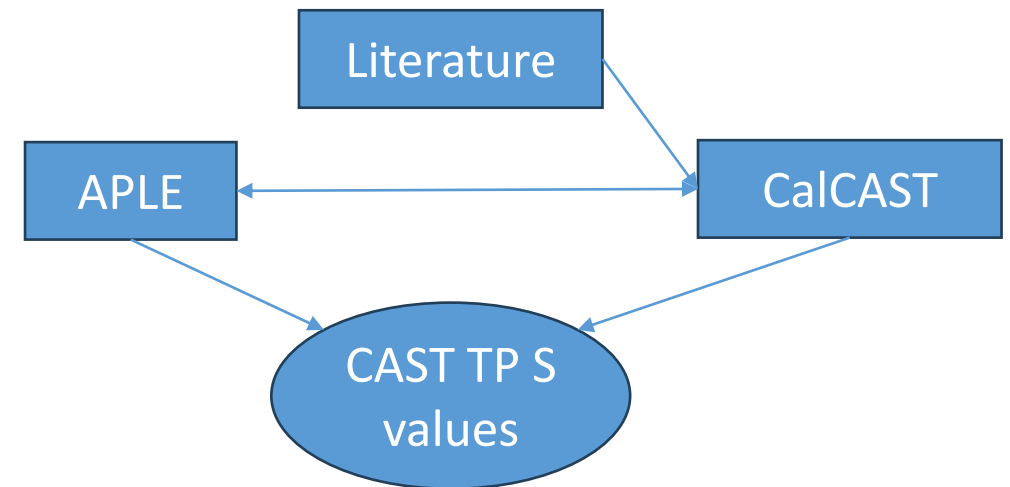 Literature
APLE
CalCAST
CAST TP S
values